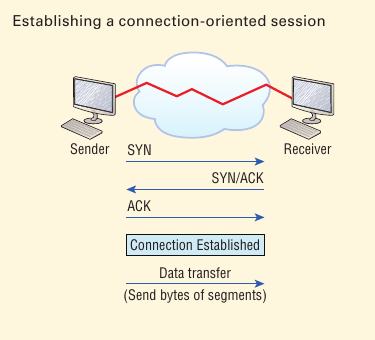 Establishing a connection-oriented session
Sender
Receiver
SYN
SYN/ACK
ACK
Connection Established
Data transfer
(Send bytes of segments)